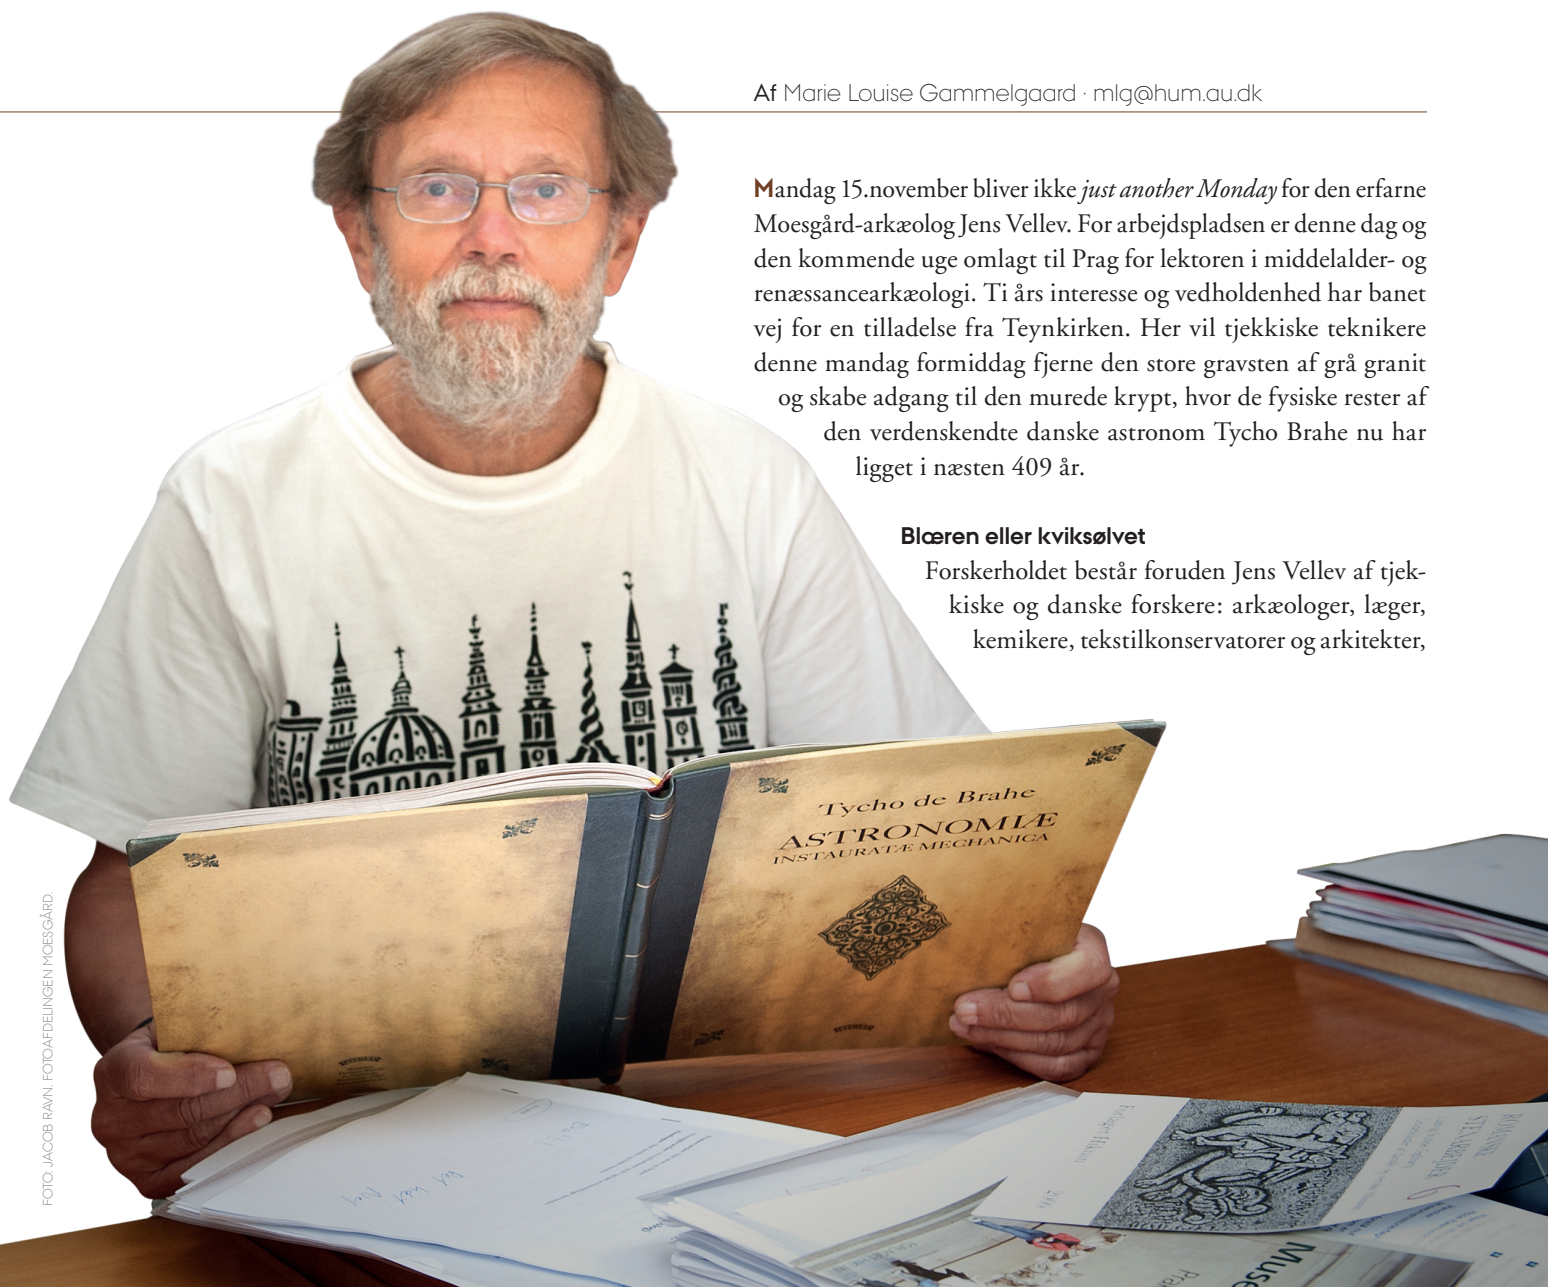 Af Marie Louise Gammelgaard · mlg@hum.au.dk
Mandag 15.november bliver ikke just another Monday for den erfarne
Moesgård-arkæolog Jens Vellev. For arbejdspladsen er denne dag og
den kommende uge omlagt til Prag for lektoren i middelalder- og
renæssancearkæologi. Ti års interesse og vedholdenhed har banet
vej for en tilladelse fra Teynkirken. Her vil tjekkiske teknikere
denne mandag formiddag fjerne den store gravsten af grå granit
og skabe adgang til den murede krypt, hvor de fysiske rester af
den verdenskendte danske astronom Tycho Brahe nu har
ligget i næsten 409 år.
Blæren eller kviksølvet
Forskerholdet består foruden Jens Vellev af tjek-
kiske og danske forskere: arkæologer, læger,
kemikere, tekstilkonservatorer og arkitekter,
Tycho de Brahe
ASTRONOMIÆ
INSTAURATÆ MECHANICA
FOTO: JACOB RAVN. FOTOAFDELINGEN MOESGÅRD.
Forlaget Hikuin
Muse